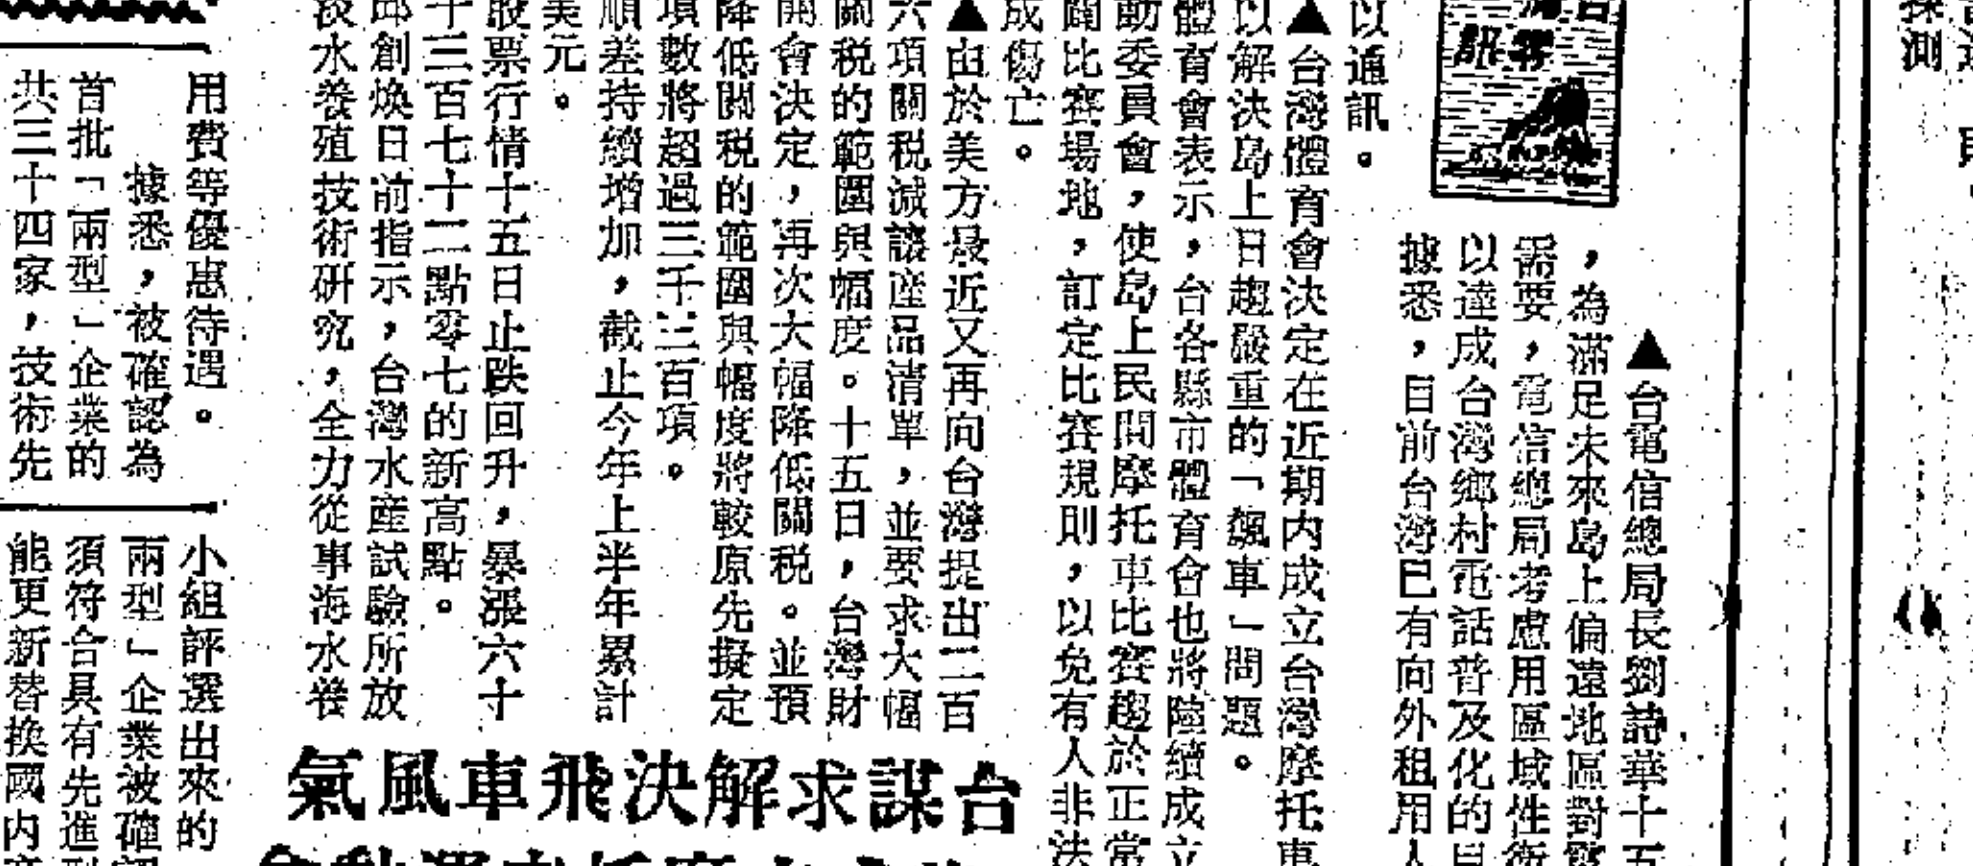 ▲台電信總局長劉詩華十五
，為滿足未來島上偏遠地區對
需要，電信總局考慮用區域性衛
以達成台灣鄉村電話普及化的目
據悉，目前台灣已有向外租用人
以通訊。
▲台灣體育會決定在近期内成立台灣摩托車
以解決島上日趨嚴重的「飆車」問題。
體育會表示，台各縣市體育會也將陸續成立
動委員會，使島上民間摩托車比賽趨於正常
闢比賽場地，訂定比賽規則，以免有人非法
成傷亡。
▲由於美方最近又再向台灣提出二百
六項關税減讓産品清單，並要求大幅
關税的範圍與幅度。十五日，台灣財
開會決定，再次大幅降低關税。並預
降低關税的範圍與幅度將較原先擬定
項數將超過三千三百項。
順差持續增加，截止今年上半年累計
美元。
股票行情十五日止跌回升，暴漲六十
十三百七十二點零七的新高點。
邱創煥日前指示，台灣水産試驗所放
淡水養殖技術研究，全力從事海水養
台謀求解決飛車風氣
用費等優惠待遇。
據悉，被確認為
首批「兩型」企業的
共三十四家，技術先
小組評選出來的
兩型」企業被確認
須符合具有先進型
能更新替換國内
探測